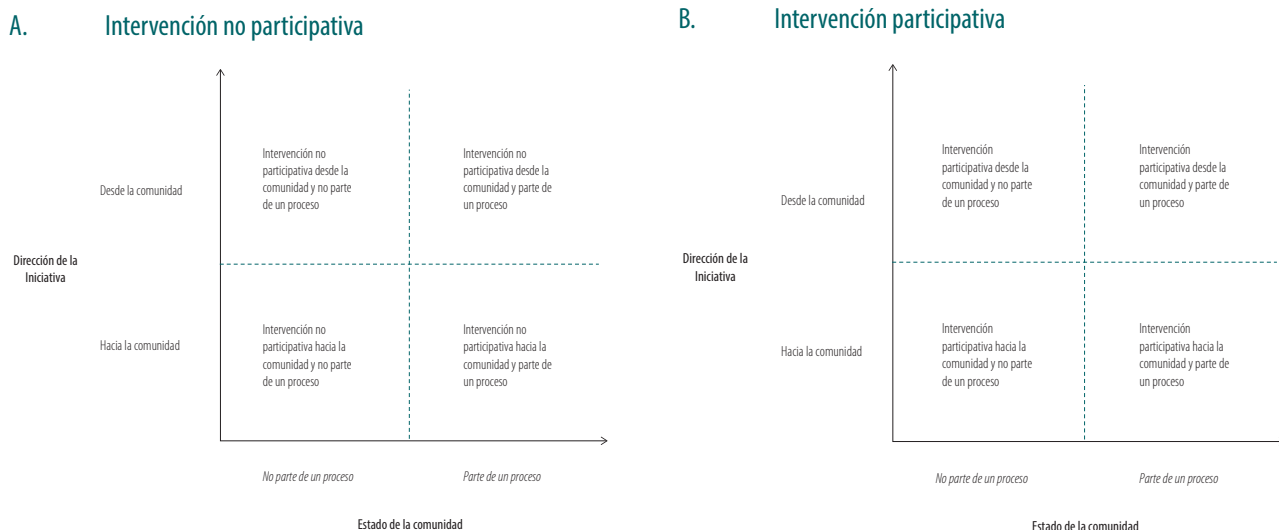 A. Intervención no participativa
Desde la comunidad
Intervención no
participativa desde la
comunidad y no parte
de un proceso
Intervención no
participativa desde la
comunidad y parte de
un proceso
Dirección de la
Iniciativa
Hacia la comunidad
Intervención no
participativa hacia la
comunidad y no parte
de un proceso
Intervención no
participativa hacia la
comunidad y parte de
un proceso
No parte de un proceso
Parte de un proceso
Estado de la comunidad
B. Intervención participativa
Desde la comunidad
Intervención
participativa desde la
comunidad y no parte
de un proceso
Intervención
participativa desde la
comunidad y parte de
un proceso
Dirección de la
Iniciativa
Hacia la comunidad
Intervención
participativa hacia la
comunidad y no parte
de un proceso
Intervención
participativa hacia la
comunidad y parte de
un proceso
No parte de un proceso
Parte de un proceso
Estado de la comunidad